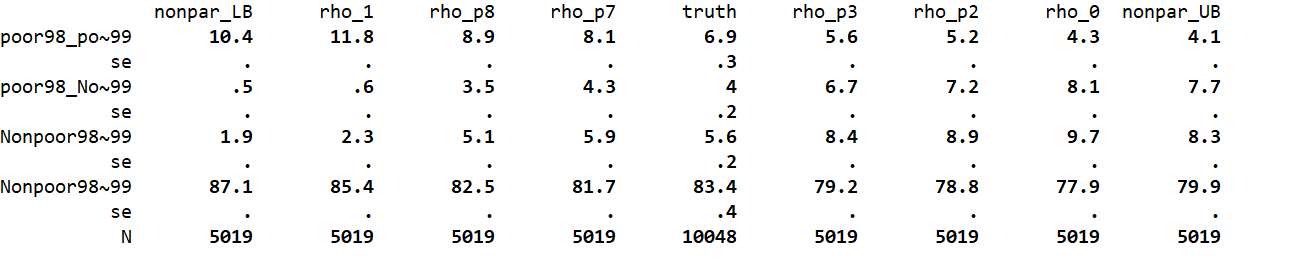 nonpar_LB rho_1 rho_p8 rho_p7 truth rho_p3 rho_p2 rho_0 nonpar_UB
poor98_po~99 10.4 11.8 8.9 8.1 6.9 5.6 5.2 4.3 4.1
se . . . . .3 . . . .
poor98_No~99 .5 .6 3.5 4.3 4 6.7 7.2 8.1 7.7
se . . . . .2 . . . .
Nonpoor98~99 1.9 2.3 5.1 5.9 5.6 8.4 8.9 9.7 8.3
se . . . . .2 . . . .
Nonpoor98~99 87.1 85.4 82.5 81.7 83.4 79.2 78.8 77.9 79.9
se . . . . .4 . . . .
N 5019 5019 5019 5019 10048 5019 5019 5019 5019